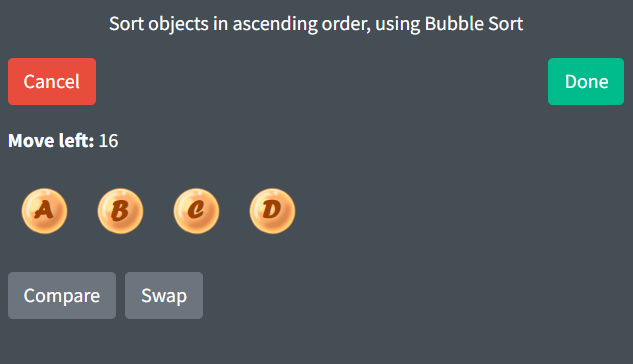 Sort objects in ascending order, using Bubble Sort
Cancel
Done
Move left: 16
A B C D
Compare
Swap